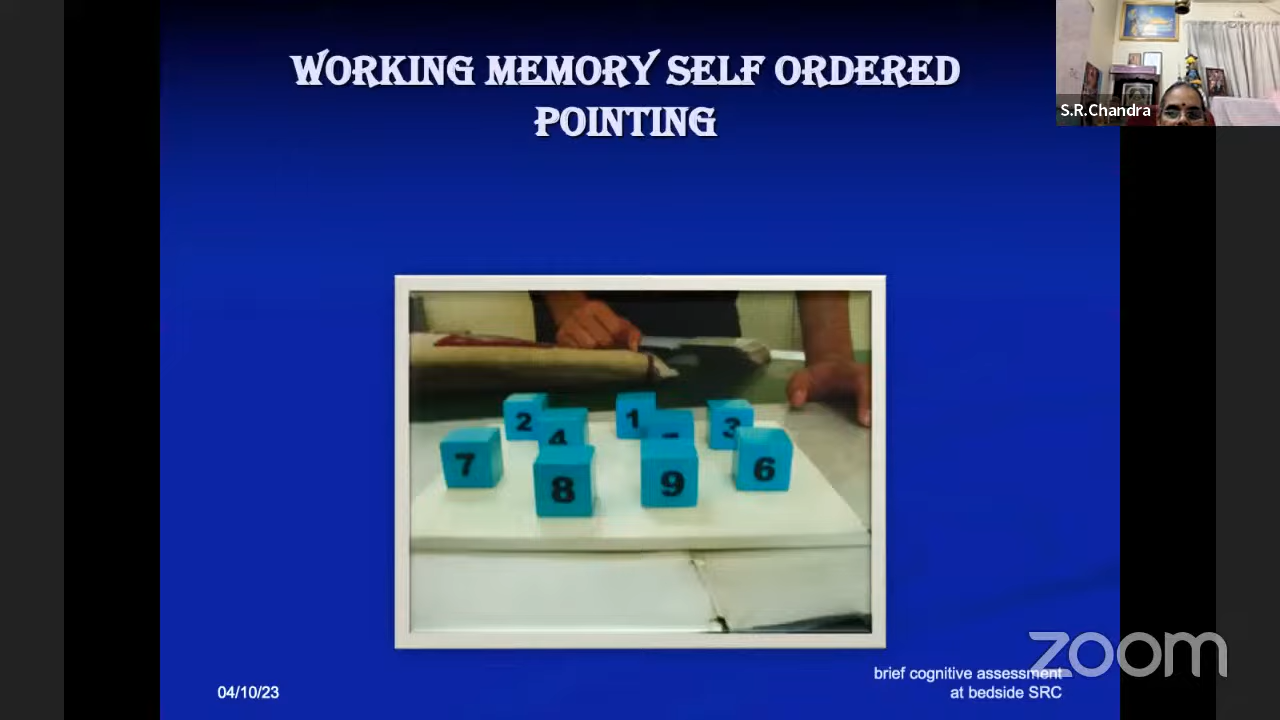 WORKING MEMORY SELF ORDERED
POINTING
S.R.Chandra
2
1
3
4
7
8
9
6
04/10/23
brief cognitive assessment
at bedside SRC
zoom